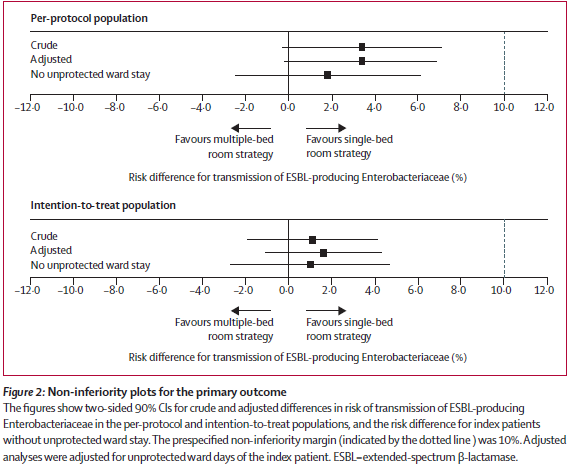 Per-protocol population
Crude
Adjusted
No unprotected ward stay
–12·0 –10·0 –8·0 –6·0 –4·0 –2·0 0·0 2·0 4·0 6·0 8·0 10·0 12·0
Favours multiple-bed room strategy
Favours single-bed room strategy
Risk difference for transmission of ESBL-producing Enterobacteriaceae (%)
Intention-to-treat population
Crude
Adjusted
No unprotected ward stay
–12·0 –10·0 –8·0 –6·0 –4·0 –2·0 0·0 2·0 4·0 6·0 8·0 10·0 12·0
Favours multiple-bed room strategy
Favours single-bed room strategy
Risk difference for transmission of ESBL-producing Enterobacteriaceae (%)
Figure 2: Non-inferiority plots for the primary outcome
The figures show two-sided 90% CIs for crude and adjusted differences in risk of transmission of ESBL-producing
Enterobacteriaceae in the per-protocol and intention-to-treat populations, and the risk difference for index patients
without unprotected ward stay. The prespecified non-inferiority margin (indicated by the dotted line ) was 10%. Adjusted
analyses were adjusted for unprotected ward days of the index patient. ESBL=extended-spectrum β-lactamase.